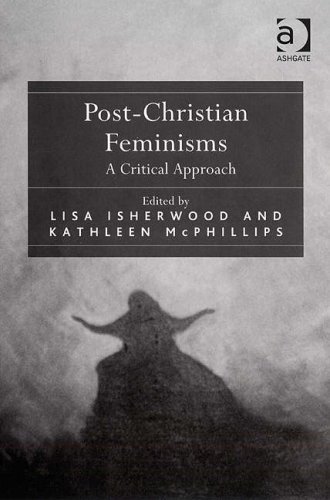 a
ASHGATE
Post-Christian
Feminisms
A Critical Approach
Edited by
LISA ISHERWOOD AND
KATHLEEN McPHILLIPS